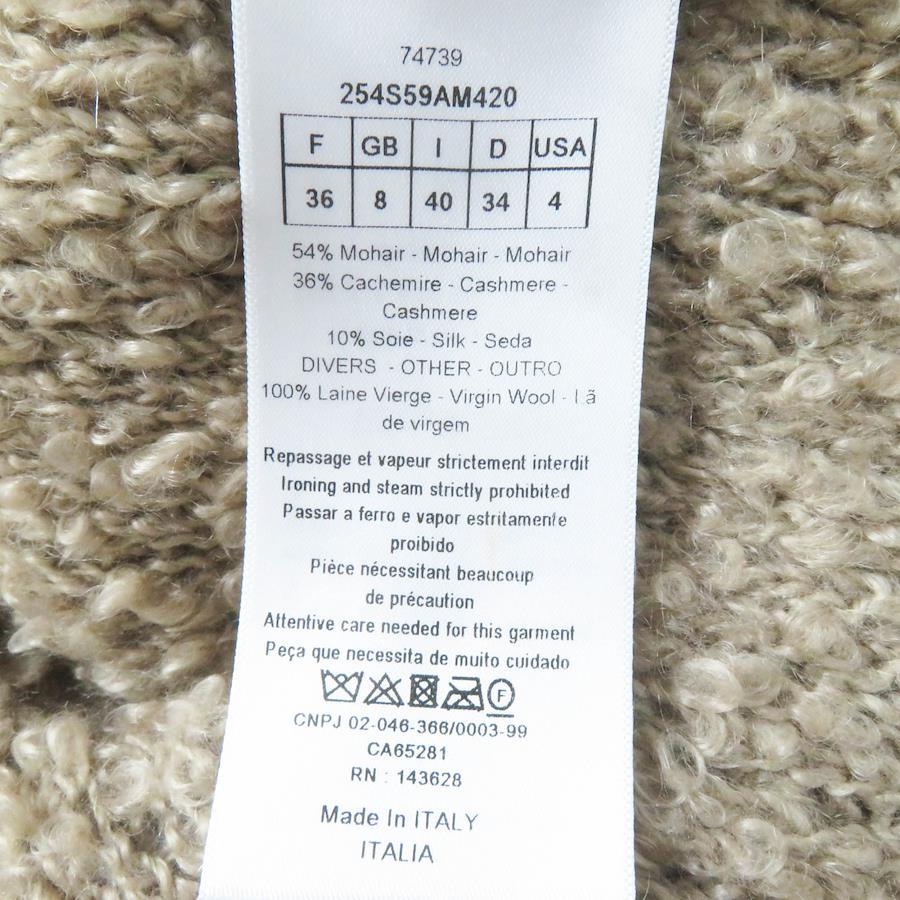 74739
254S59AM420
F GB I D USA
36 8 40 34 4
54% Mohair - Mohair - Mohair
36% Cachemire - Cashmere -
Cashmere
10% Soie - Silk - Seda
DIVERS - OTHER - OUTRO
100% Laine Vierge - Virgin Wool - Lã
de virgem
Repassage et vapeur strictement interdit
Ironing and steam strictly prohibited
Passar a ferro e vapor estritamente
proibido
Pièce nécessitant beaucoup
de précaution
Attentive care needed for this garment
Peça que necessita de muito cuidado
F
CNPJ 02-046-366/0003-99
CA65281
RN : 143628
Made In ITALY
ITALIA